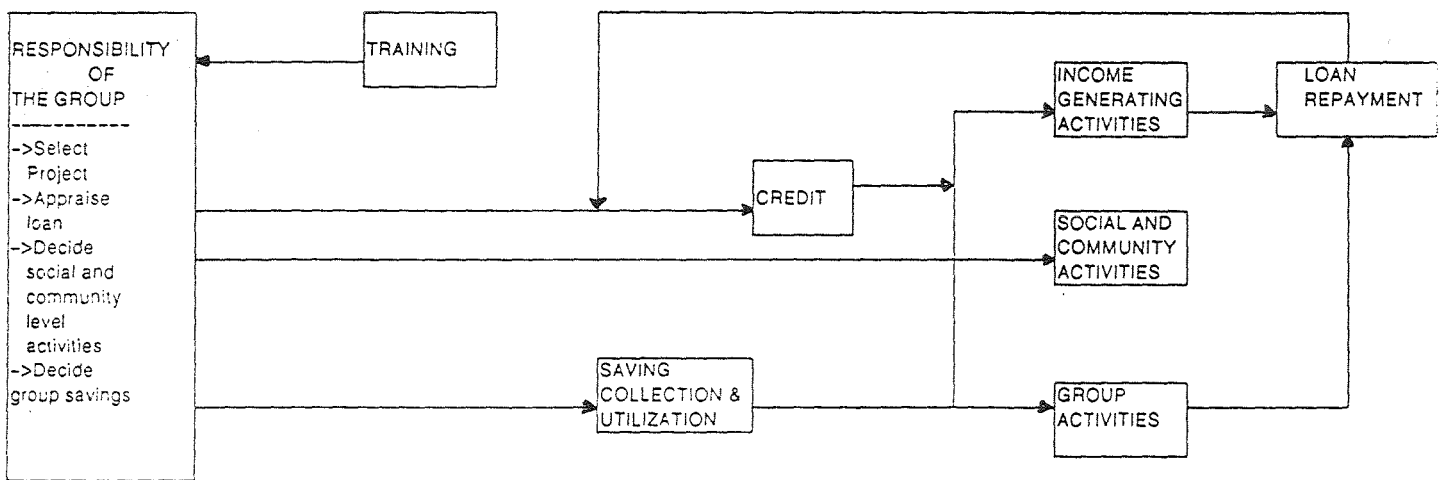 RESPONSIBILITY
OF
THE GROUP
-----------
->Select
Project
->Appraise
loan
->Decide
social and
community
level
activities
->Decide
group savings
TRAINING
CREDIT
SAVING
COLLECTION &
UTILIZATION
INCOME
GENERATING
ACTIVITIES
SOCIAL AND
COMMUNITY
ACTIVITIES
GROUP
ACTIVITIES
LOAN
REPAYMENT